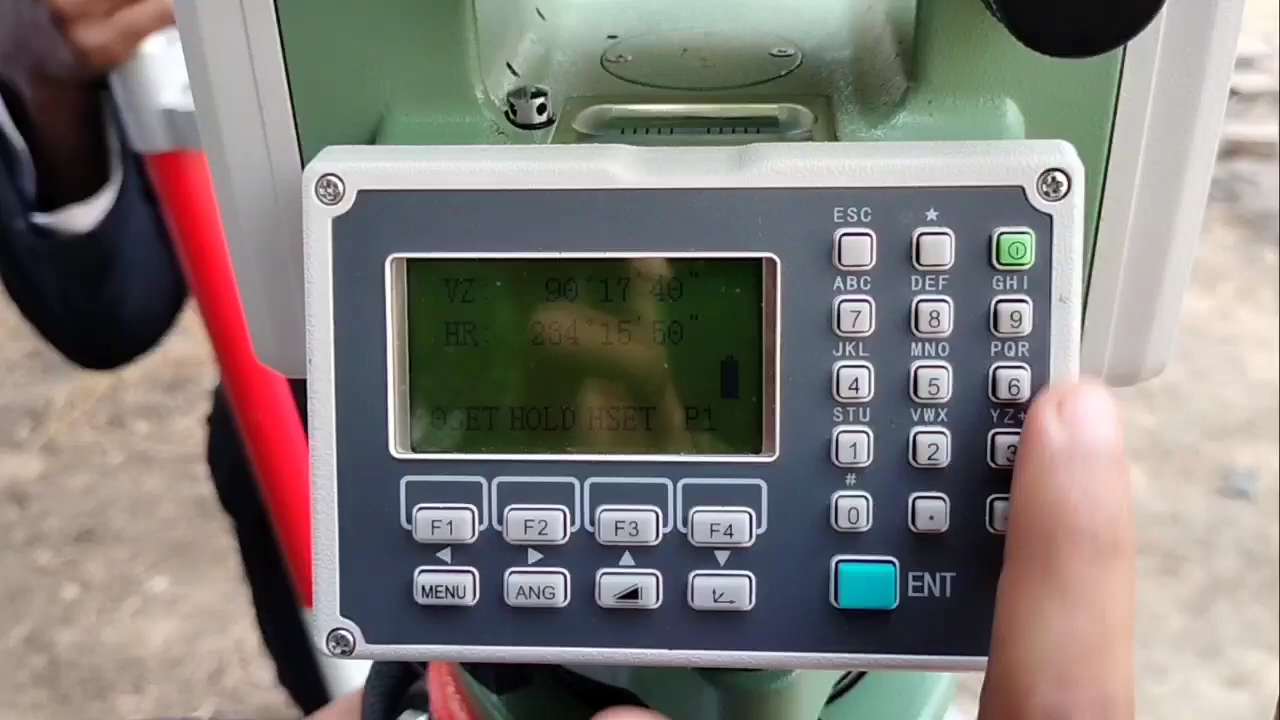 VZ: 90°17'40"
HR: 234°15'50"
0SET HOLD HSET P1
ESC ★
ABC DEF GHI
7 8 9
JKL MNO PQR
4 5 6
STU VWX YZ+
1 2 3
#
0 .
F1 F2 F3 F4
MENU ANG
ENT